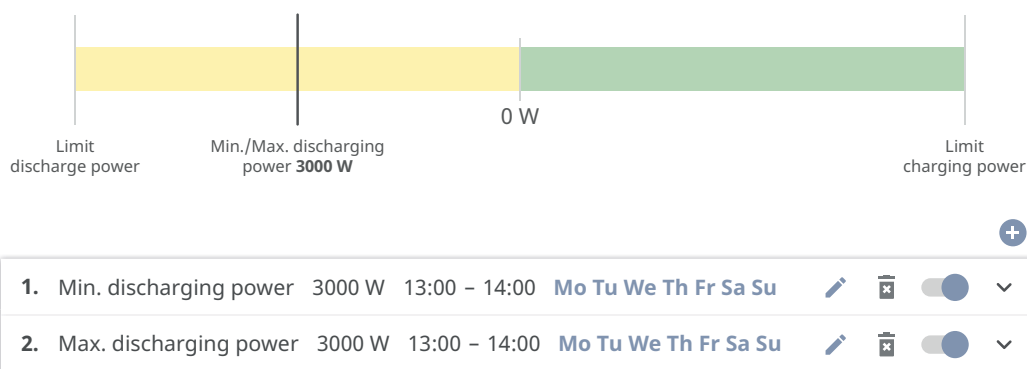 0 W
Limit
discharge power
Min./Max. discharging
power 3000 W
Limit
charging power
1. Min. discharging power 3000 W 13:00 – 14:00 Mo Tu We Th Fr Sa Su
2. Max. discharging power 3000 W 13:00 – 14:00 Mo Tu We Th Fr Sa Su